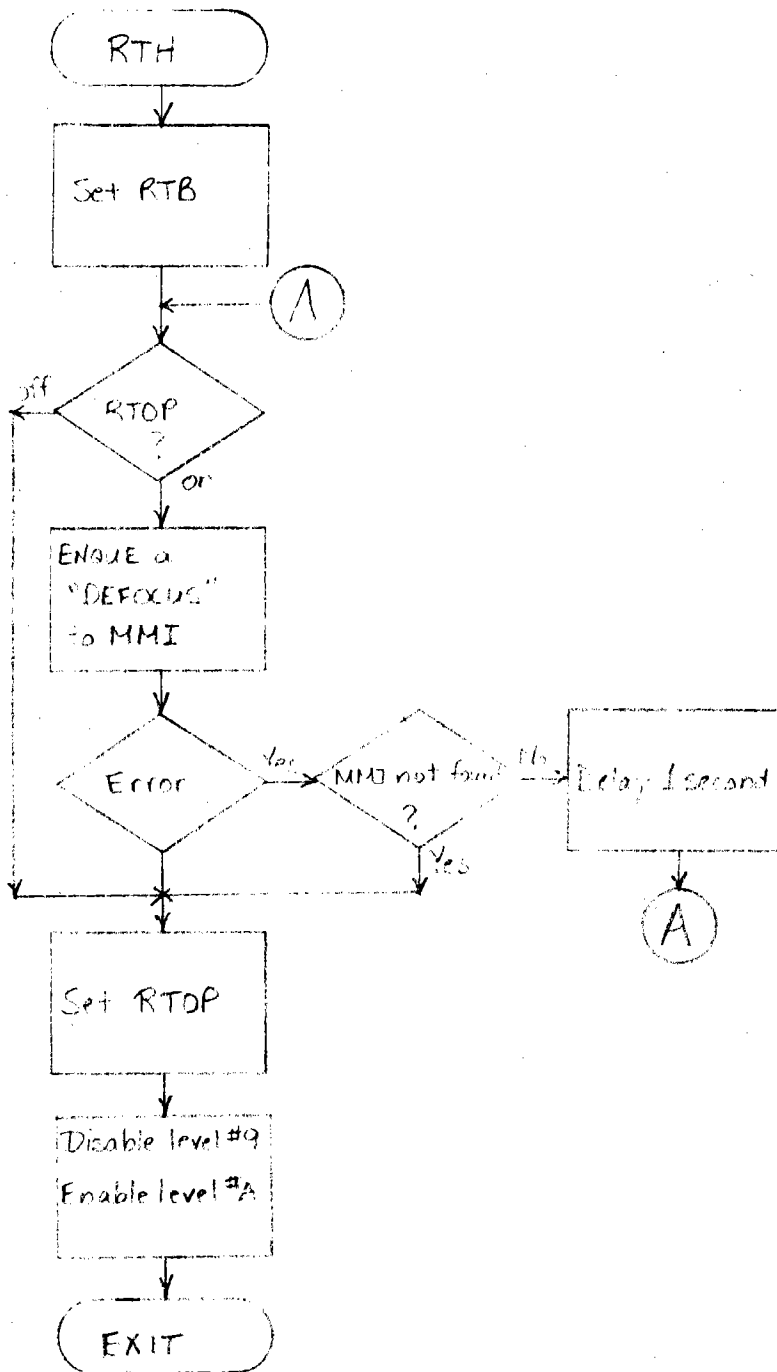 RTH
Set RTB
A
off
RTOP
?
on
ENQUE a
"DEFOCUS"
to MMI
Error
Yes
MMI not found
?
No
Delay 1 second
Yes
A
Set RTOP
Disable level #9
Enable level #A
EXIT